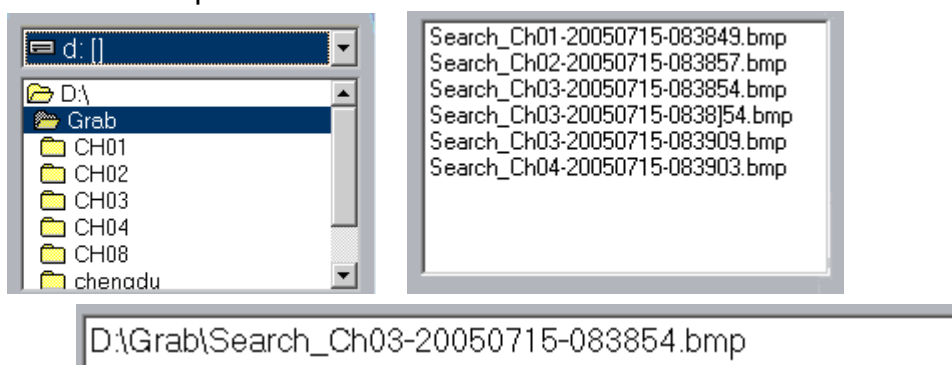 d: []
D:\
Grab
CH01
CH02
CH03
CH04
CH08
chengdu
Search_Ch01-20050715-083849.bmp
Search_Ch02-20050715-083857.bmp
Search_Ch03-20050715-083854.bmp
Search_Ch03-20050715-0838]54.bmp
Search_Ch03-20050715-083909.bmp
Search_Ch04-20050715-083903.bmp
D:\Grab\Search_Ch03-20050715-083854.bmp